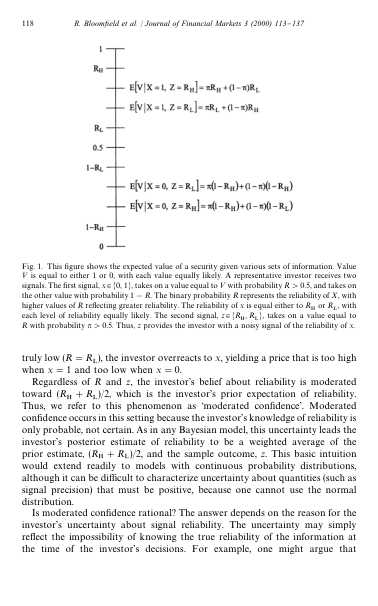 118
R. Bloomfield et al. / Journal of Financial Markets 3 (2000) 113–137
1
R_H
E[V|X = 1, Z = R_H] = πR_H + (1−π)R_L
E[V|X = 1, Z = R_L] = πR_L + (1−π)R_H
R_L
0.5
1−R_L
E[V|X = 0, Z = R_L] = π(1−R_H)+(1−π)(1−R_H)
E[V|X = 0, Z = R_H] = π(1−R_H)+(1−π)(1−R_L)
1−R_H
0
Fig. 1. This figure shows the expected value of a security given various sets of information. Value
V is equal to either 1 or 0, with each value equally likely. A representative investor receives two
signals. The first signal, x∈{0, 1}, takes on a value equal to V with probability R > 0.5, and takes on
the other value with probability 1 − R. The binary probability R represents the reliability of X, with
higher values of R reflecting greater reliability. The reliability of x is equal either to R_H or R_L, with
each level of reliability equally likely. The second signal, z∈{R_H, R_L}, takes on a value equal to
R with probability π > 0.5. Thus, z provides the investor with a noisy signal of the reliability of x.
truly low (R = R_L), the investor overreacts to x, yielding a price that is too high
when x = 1 and too low when x = 0.
Regardless of R and z, the investor's belief about reliability is moderated
toward (R_H + R_L)/2, which is the investor's prior expectation of reliability.
Thus, we refer to this phenomenon as 'moderated confidence'. Moderated
confidence occurs in this setting because the investor's knowledge of reliability is
only probable, not certain. As in any Bayesian model, this uncertainty leads the
investor's posterior estimate of reliability to be a weighted average of the
prior estimate, (R_H + R_L)/2, and the sample outcome, z. This basic intuition
would extend readily to models with continuous probability distributions,
although it can be difficult to characterize uncertainty about quantities (such as
signal precision) that must be positive, because one cannot use the normal
distribution.
Is moderated confidence rational? The answer depends on the reason for the
investor's uncertainty about signal reliability. The uncertainty may simply
reflect the impossibility of knowing the true reliability of the information at
the time of the investor's decisions. For example, one might argue that